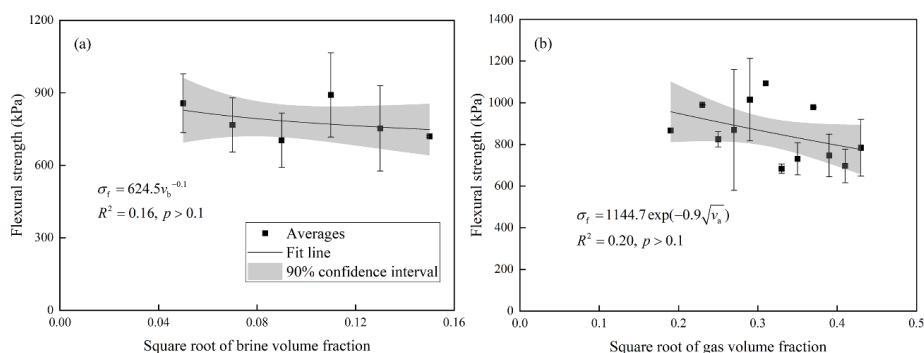 (a)
1200
900
600
300
0
Flexural strength (kPa)
σf = 624.5vb^−0.1
R² = 0.16, p > 0.1
Averages
Fit line
90% confidence interval
0.00 0.04 0.08 0.12 0.16
Square root of brine volume fraction
(b)
1400
1200
1000
800
600
400
200
0
Flexural strength (kPa)
σf = 1144.7 exp(−0.9√va)
R² = 0.20, p > 0.1
0.0 0.1 0.2 0.3 0.4 0.5
Square root of gas volume fraction